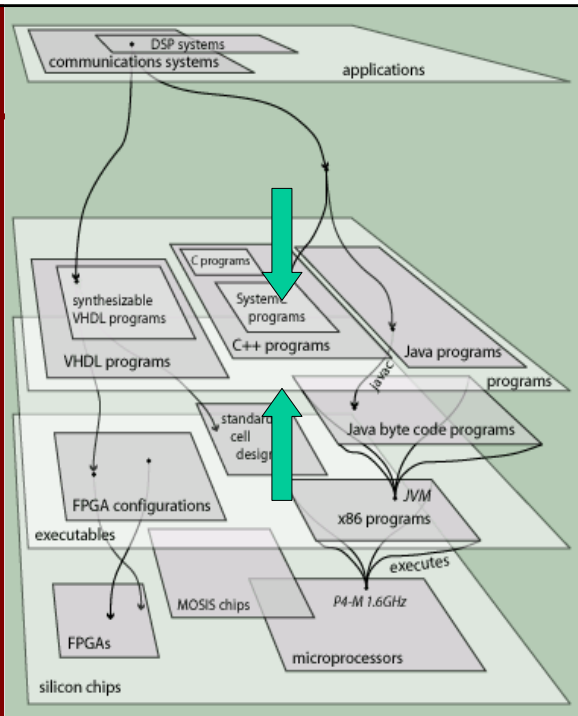 DSP systems
communications systems
applications
C programs
synthesizable
VHDL programs
System
programs
VHDL programs
C++ programs
Java programs
javac
programs
standard
cell
desig
Java byte code programs
FPGA configurations
JVM
x86 programs
executables
executes
MOSIS chips
P4-M 1.6GHz
FPGAs
microprocessors
silicon chips